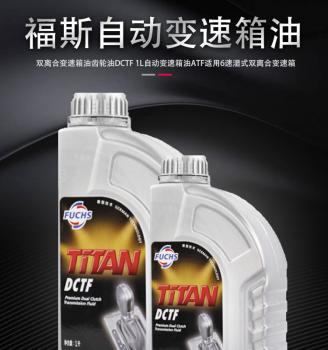 福斯自动变速箱油
双离合变速箱油齿轮油DCTF 1L自动变速箱油ATF适用6速湿式双离合变速箱
FUCHS
TITAN
DCTF
Premium Dual Clutch
Transmission Fluid
FUCHS
TITAN
DCTF
Premium Dual Clutch
Transmission Fluid